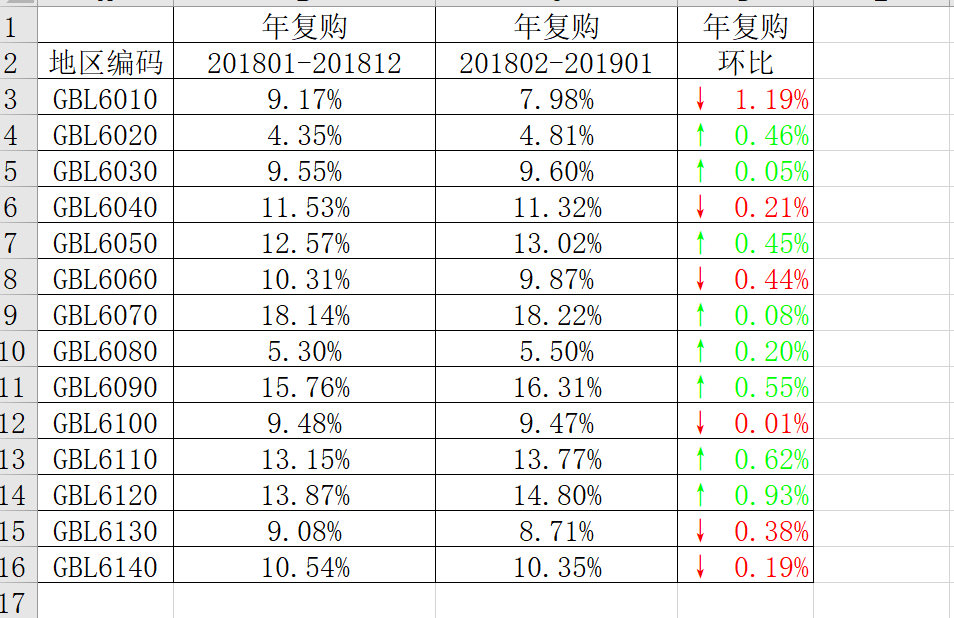 1 年复购 年复购 年复购
2 地区编码 201801-201812 201802-201901 环比
3 GBL6010 9.17% 7.98% ↓ 1.19%
4 GBL6020 4.35% 4.81% ↑ 0.46%
5 GBL6030 9.55% 9.60% ↑ 0.05%
6 GBL6040 11.53% 11.32% ↓ 0.21%
7 GBL6050 12.57% 13.02% ↑ 0.45%
8 GBL6060 10.31% 9.87% ↓ 0.44%
9 GBL6070 18.14% 18.22% ↑ 0.08%
10 GBL6080 5.30% 5.50% ↑ 0.20%
11 GBL6090 15.76% 16.31% ↑ 0.55%
12 GBL6100 9.48% 9.47% ↓ 0.01%
13 GBL6110 13.15% 13.77% ↑ 0.62%
14 GBL6120 13.87% 14.80% ↑ 0.93%
15 GBL6130 9.08% 8.71% ↓ 0.38%
16 GBL6140 10.54% 10.35% ↓ 0.19%
17